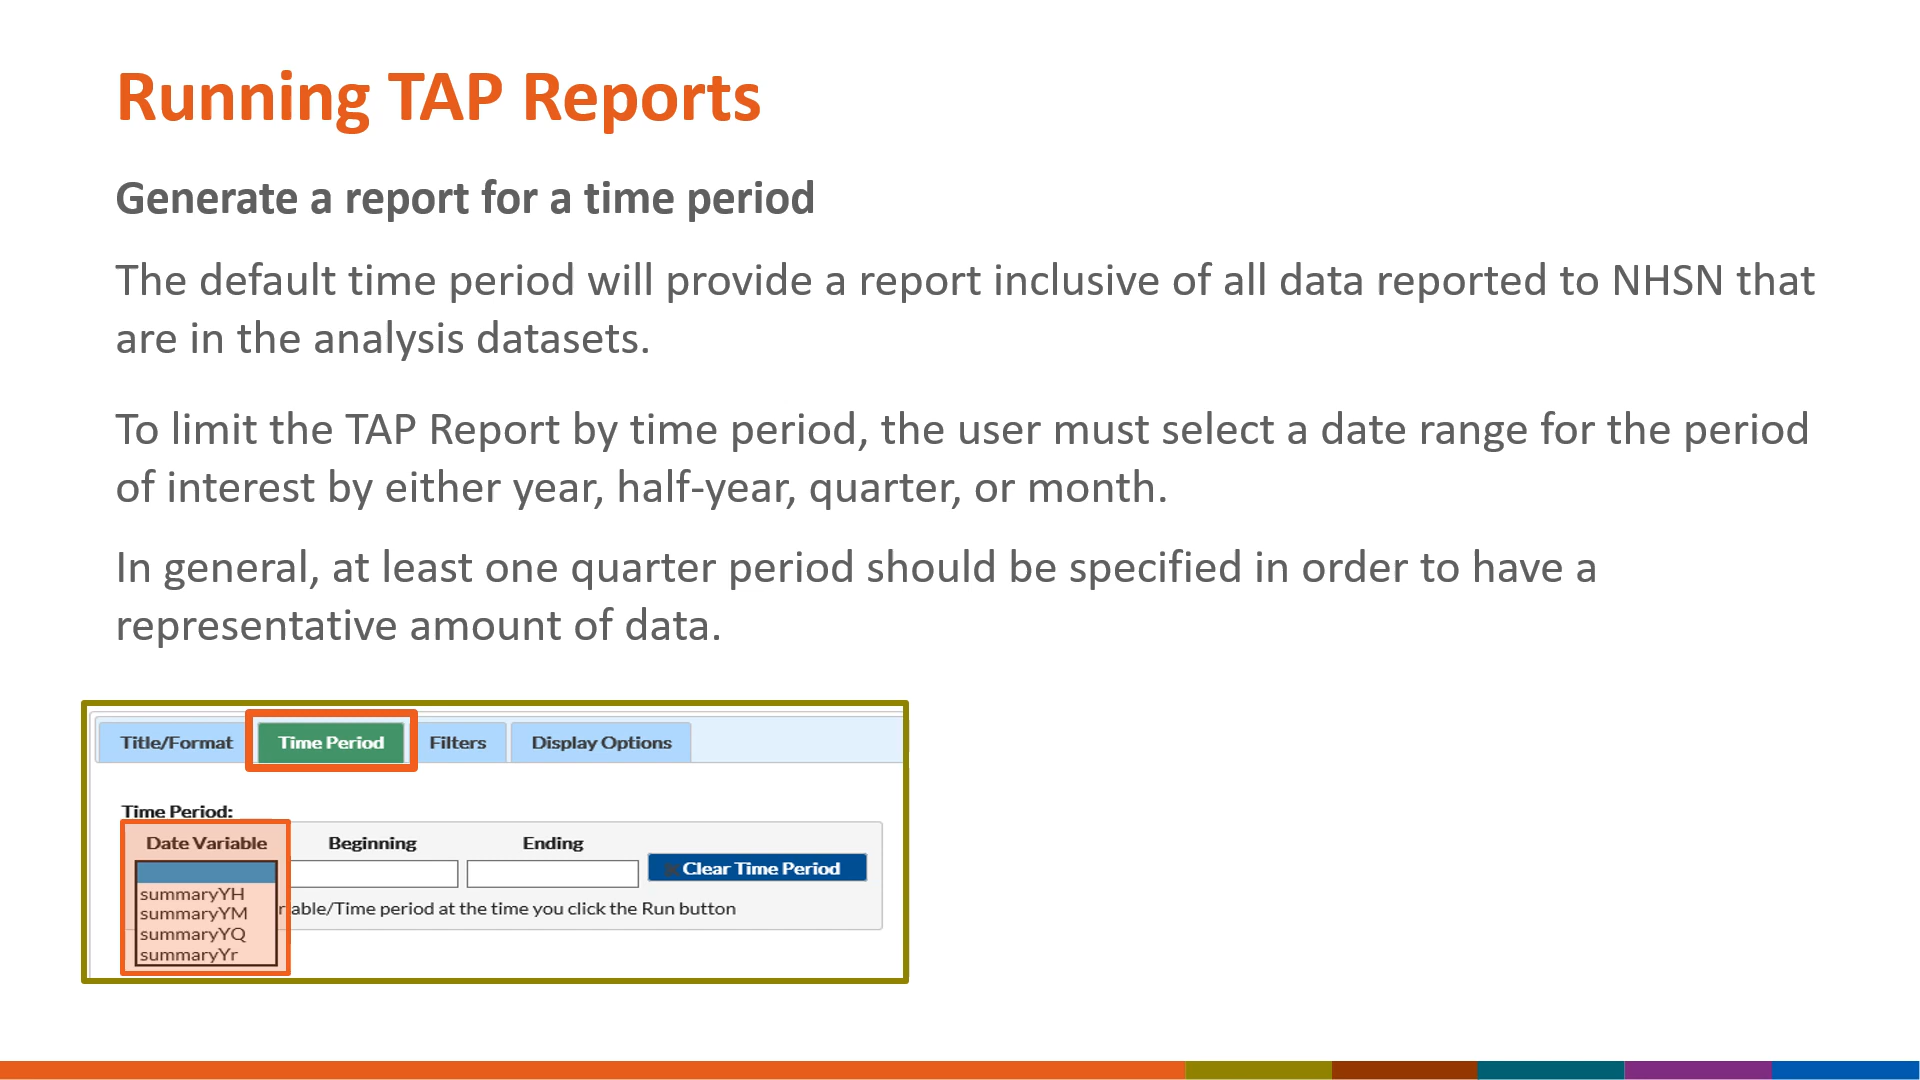 Running TAP Reports
Generate a report for a time period
The default time period will provide a report inclusive of all data reported to NHSN that
are in the analysis datasets.
To limit the TAP Report by time period, the user must select a date range for the period
of interest by either year, half-year, quarter, or month.
In general, at least one quarter period should be specified in order to have a
representative amount of data.
Title/Format Time Period Filters Display Options
Time Period:
Date Variable Beginning Ending
Clear Time Period
summaryYH
able/Time period at the time you click the Run button
summaryYM
summaryYQ
summaryYr